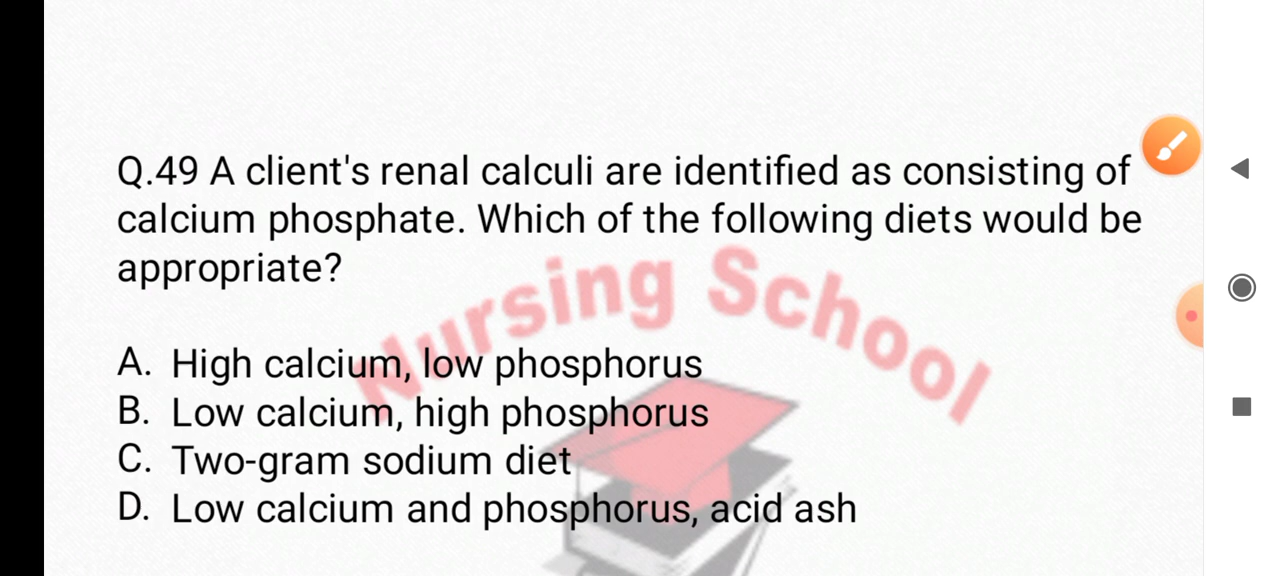 Q.49 A client's renal calculi are identified as consisting of
calcium phosphate. Which of the following diets would be
appropriate?
Nursing School
A. High calcium, low phosphorus
B. Low calcium, high phosphorus
C. Two-gram sodium diet
D. Low calcium and phosphorus, acid ash